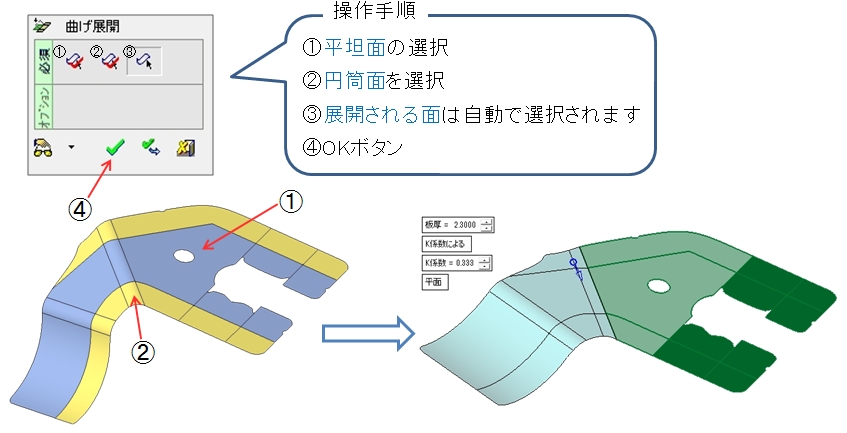 曲げ展開
必須
① ② ③
オプション
④
操作手順
①平坦面の選択
②円筒面を選択
③展開される面は自動で選択されます
④OKボタン
①
②
板厚 = 2.3000
K係数による
K係数 = 0.333
平面